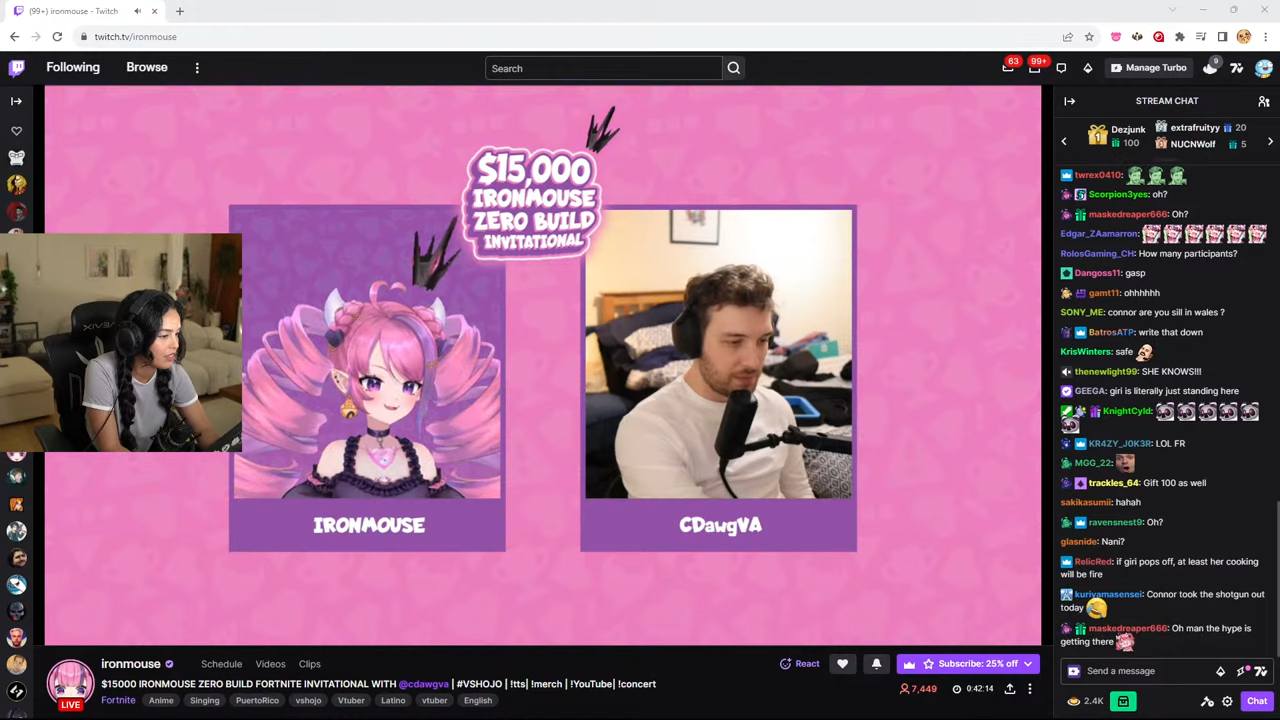 (99+) ironmouse - Twitch
twitch.tv/ironmouse
Following
Browse
Search
63
99+
Manage Turbo
9
$15,000
IRONMOUSE
ZERO BUILD
INVITATIONAL
IRONMOUSE
CDawgVA
STREAM CHAT
1
Dezjunk
100
2 extrafruityy 20
3 NUCNWolf 5
twrex0410:
Scorpion3yes: oh?
maskedreaper666: Oh?
Edgar_ZAamarron:
RolosGaming_CH: How many participants?
Dangoss11: gasp
gamt11: ohhhhhh
SONY_ME: connor are you sill in wales ?
BatrosATP: write that down
KrisWinters: safe
thenewlight99: SHE KNOWS!!!
GEEGA: giri is literally just standing here
KnightCyld:
KR4ZY_J0K3R: LOL FR
MGG_22:
trackles_64: Gift 100 as well
sakikasumii: hahah
ravensnest9: Oh?
glasnide: Nani?
RelicRed: if giri pops off, at least her cooking
will be fire
kuriyamasensei: Connor took the shotgun out
today
maskedreaper666: Oh man the hype is
getting there
Send a message
2.4K
Chat
ironmouse
Schedule
Videos
Clips
React
Subscribe: 25% off
LIVE
$15000 IRONMOUSE ZERO BUILD FORTNITE INVITATIONAL WITH @cdawgva | #VSHOJO | !tts| !merch | !YouTube| !concert
7,449
0:42:14
Fortnite
Anime
Singing
PuertoRico
vshojo
Vtuber
Latino
vtuber
English